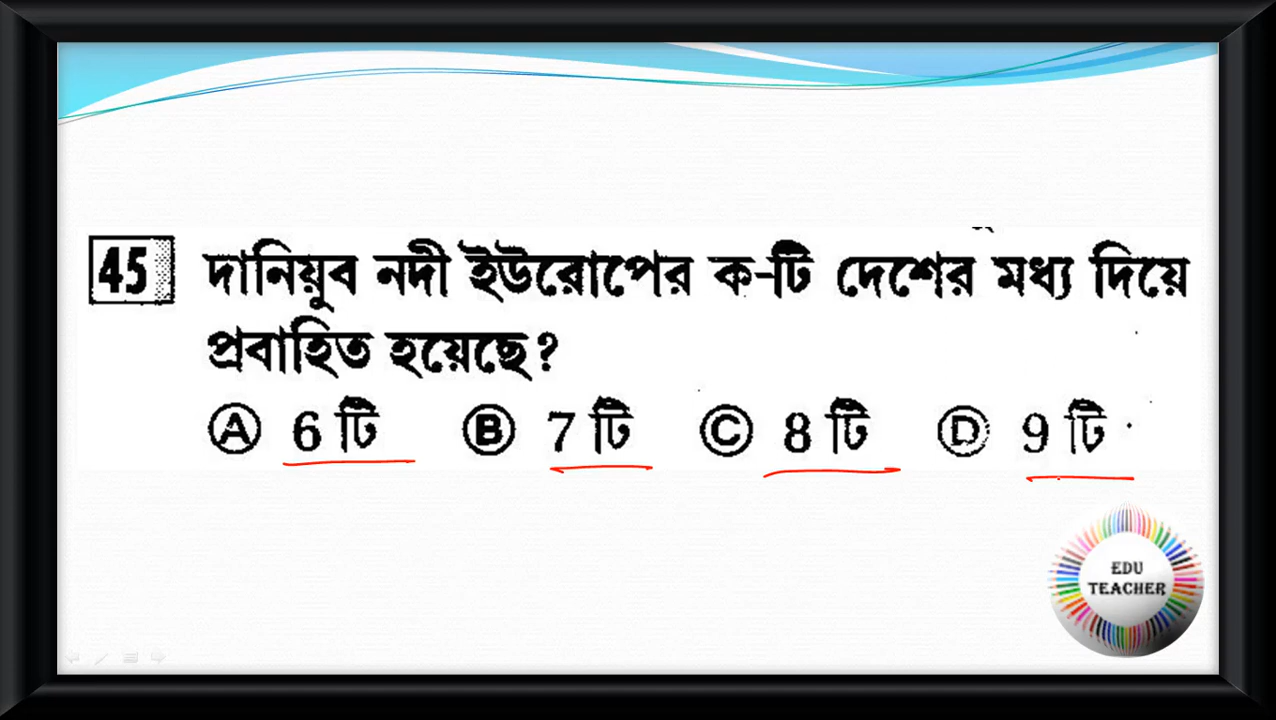 45 দানিয়ুব নদী ইউরোপের ক-টি দেশের মধ্য দিয়ে
প্রবাহিত হয়েছে?
Ⓐ 6 টি Ⓑ 7 টি Ⓒ 8 টি Ⓓ 9 টি
EDU
TEACHER